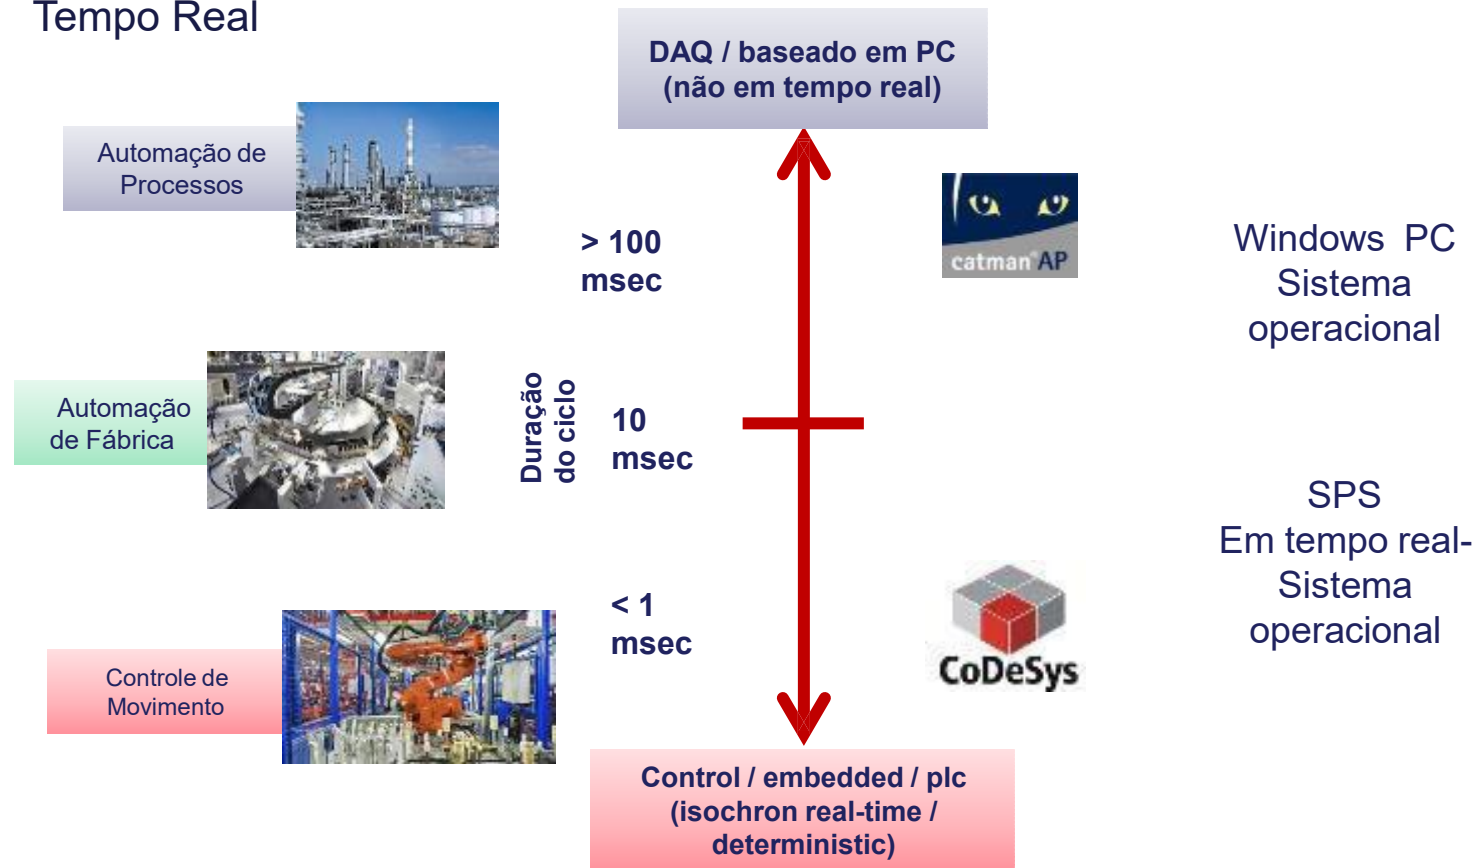 Tempo Real
DAQ / baseado em PC
(não em tempo real)
Automação de
Processos
> 100
msec
catman®AP
Windows PC
Sistema
operacional
Automação
de Fábrica
Duração
do ciclo
10
msec
SPS
Em tempo real-
Sistema
operacional
< 1
msec
CoDeSys
Controle de
Movimento
Control / embedded / plc
(isochron real-time /
deterministic)